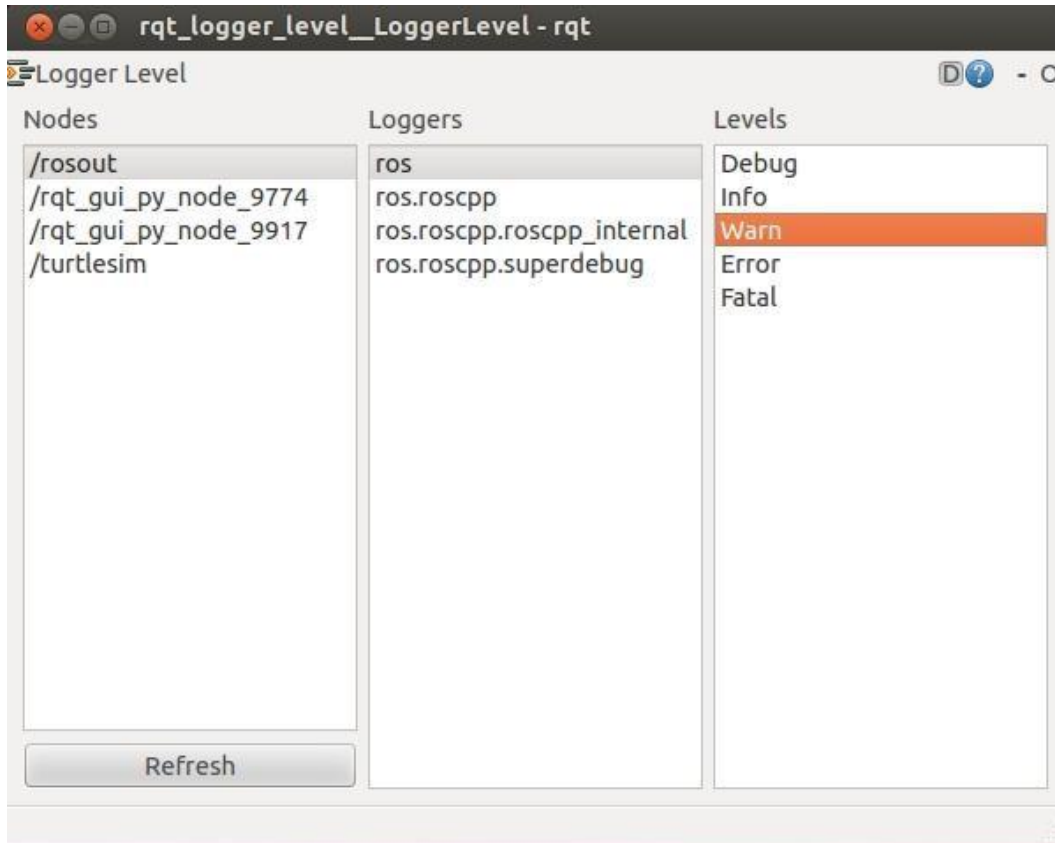 rqt_logger_level__LoggerLevel - rqt
Logger Level
D? - O
Nodes
/rosout
/rqt_gui_py_node_9774
/rqt_gui_py_node_9917
/turtlesim
Refresh
Loggers
ros
ros.roscpp
ros.roscpp.roscpp_internal
ros.roscpp.superdebug
Levels
Debug
Info
Warn
Error
Fatal